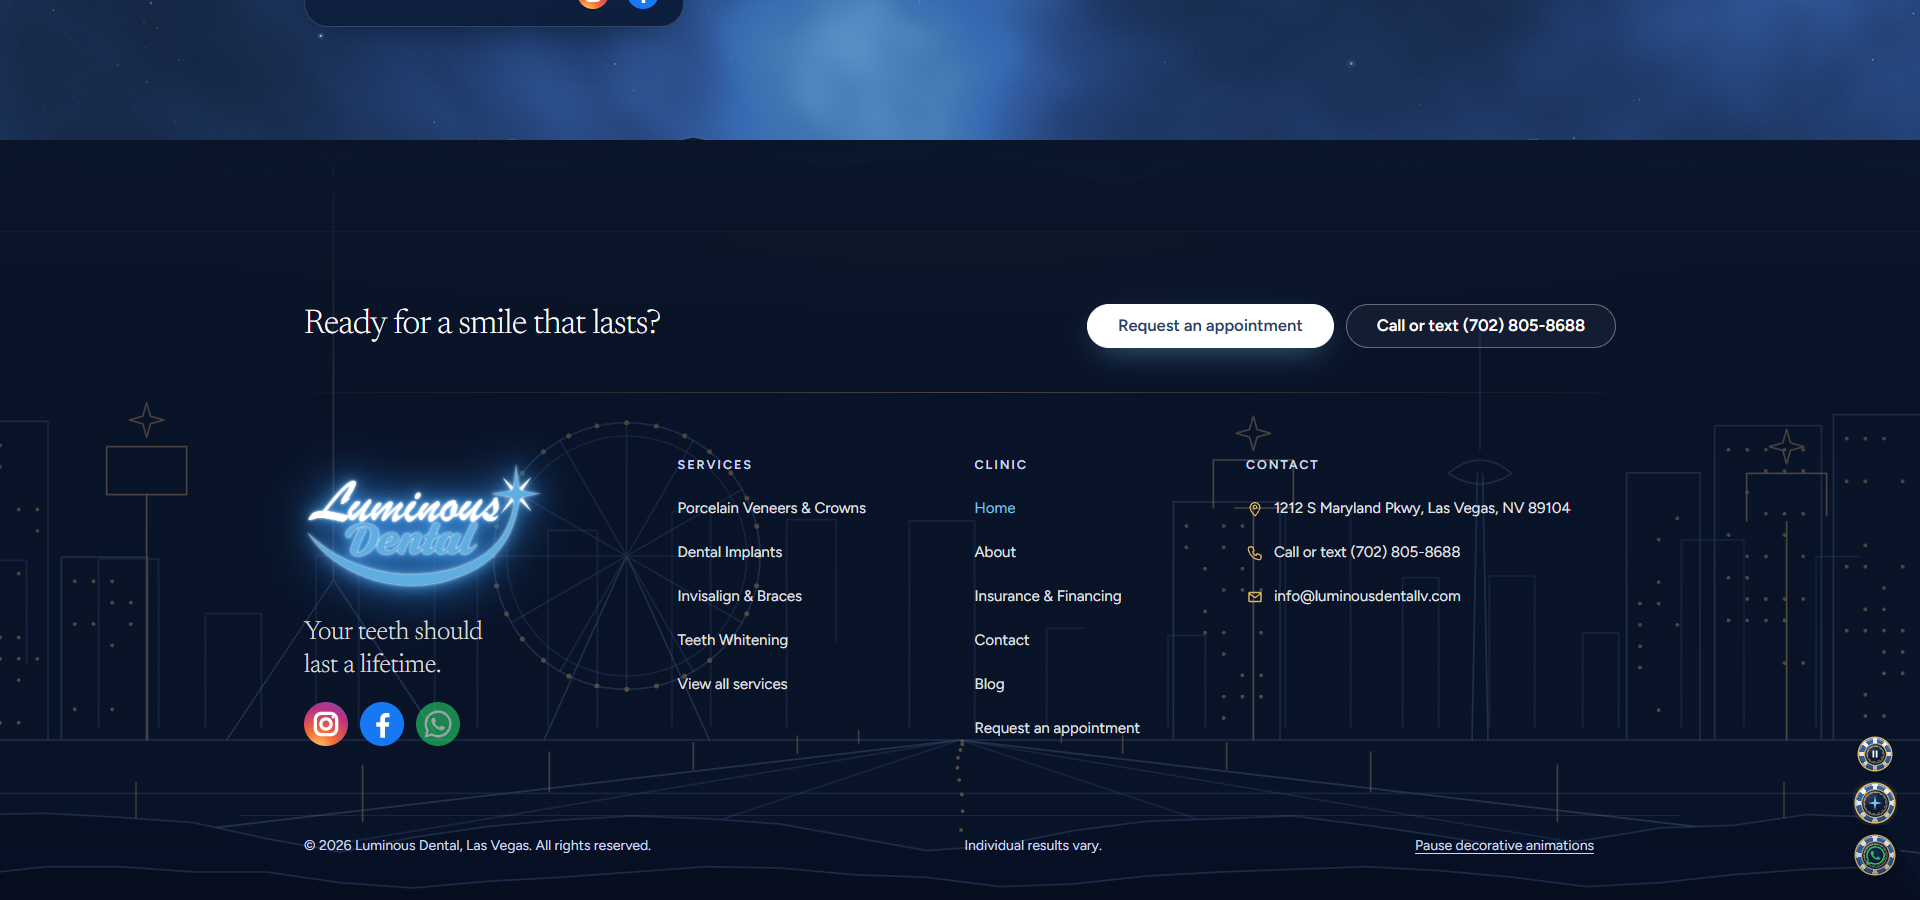 Ready for a smile that lasts?
Request an appointment
Call or text (702) 805-8688
Luminous
Dental
Your teeth should
last a lifetime.
SERVICES
Porcelain Veneers & Crowns
Dental Implants
Invisalign & Braces
Teeth Whitening
View all services
CLINIC
Home
About
Insurance & Financing
Contact
Blog
Request an appointment
CONTACT
1212 S Maryland Pkwy, Las Vegas, NV 89104
Call or text (702) 805-8688
info@luminousdentallv.com
© 2026 Luminous Dental, Las Vegas. All rights reserved.
Individual results vary.
Pause decorative animations